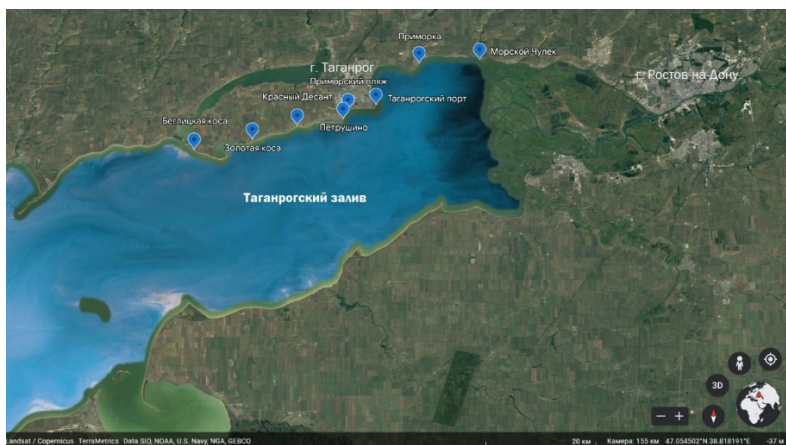 Приморка
Морской Чулек
г. Таганрог
г. Ростов-на-Дону
Приморский пляж
Красный Десант
Таганрогский порт
Беглицкая коса
Петрушино
Золотая коса
Таганрогский залив
3D
Landsat / Copernicus TerraMetrics Data SIO, NOAA, U.S. Navy, NGA, GEBCO
20 км
Камера: 155 км 47.054502°N 38.818191°E -37 м